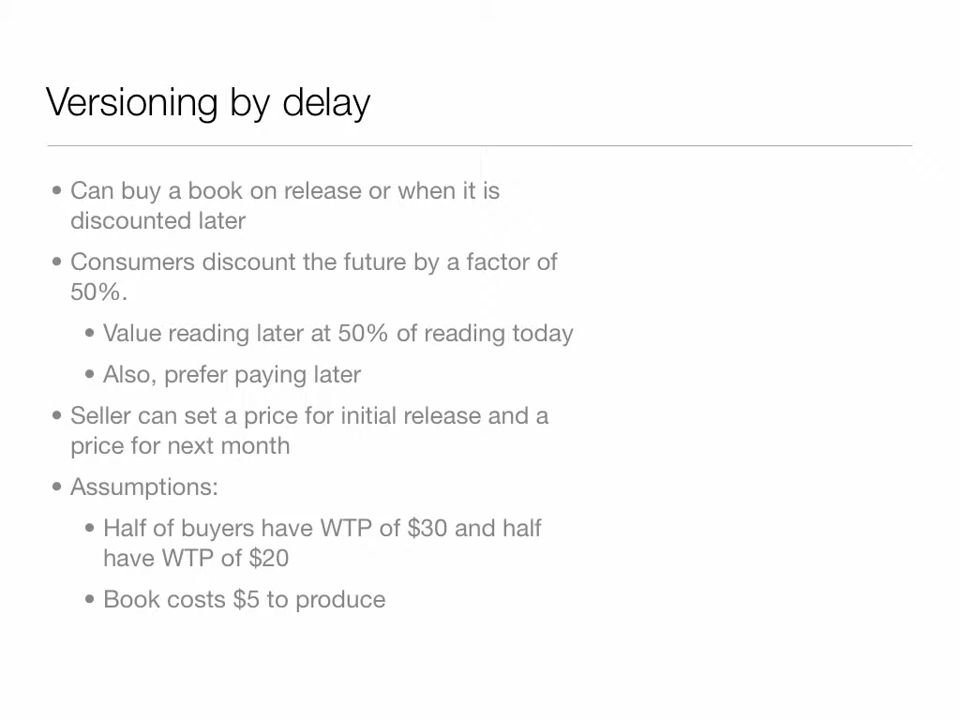 Versioning by delay
• Can buy a book on release or when it is
discounted later
• Consumers discount the future by a factor of
50%.
• Value reading later at 50% of reading today
• Also, prefer paying later
• Seller can set a price for initial release and a
price for next month
• Assumptions:
• Half of buyers have WTP of $30 and half
have WTP of $20
• Book costs $5 to produce